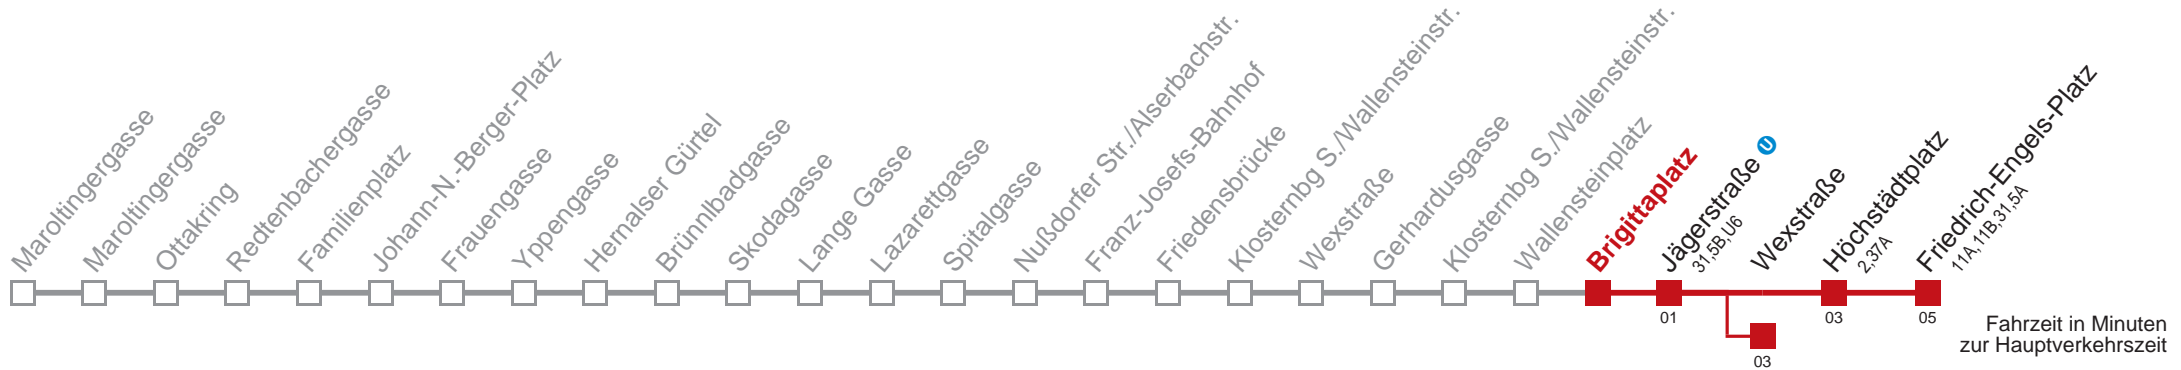 Maroltingergasse
Maroltingergasse
Ottakring
Redtenbachergasse
Familienplatz
Johann-N.-Berger-Platz
Frauengasse
Yppengasse
Hernalser Gürtel
Brünnlbadgasse
Skodagasse
Lange Gasse
Lazarettgasse
Spitalgasse
Nußdorfer Str./Alserbachstr.
Franz-Josefs-Bahnhof
Friedensbrücke
Klosternbg S./Wallensteinstr.
Wexstraße
Gerhardusgasse
Klosternbg S./Wallensteinstr.
Wallensteinplatz
Brigittaplatz
Jägerstraße U
31,5B,U6
Wexstraße
Höchstädtplatz
2,37A
Friedrich-Engels-Platz
11A,11B,31,5A
01
03
05
03
Fahrzeit in Minuten
zur Hauptverkehrszeit